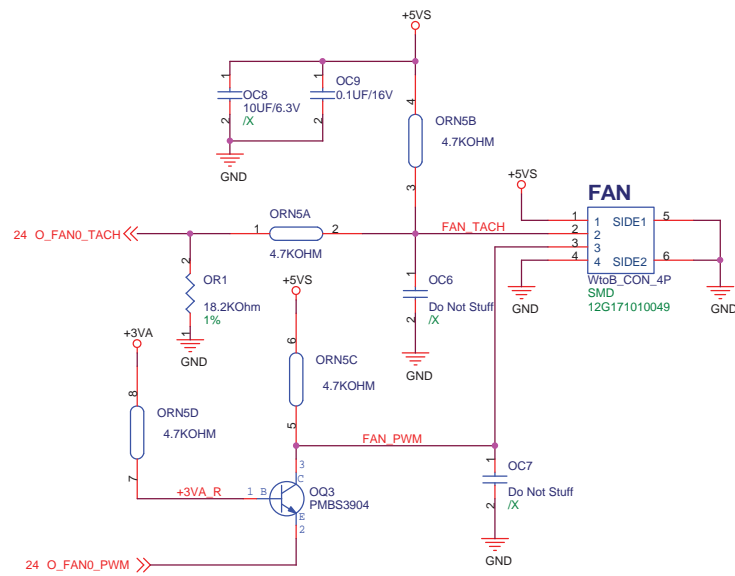 +5VS
1
OC8
10UF/6.3V
2
/X
1
OC9
0.1UF/16V
2
GND
4
ORN5B
4.7KOHM
3
+5VS
FAN
1
2
3
4
1
2
3
4
SIDE1
SIDE2
5
6
WtoB_CON_4P
SMD
12G171010049
GND
GND
24 O_FAN0_TACH
1
ORN5A
2
4.7KOHM
FAN_TACH
2
OR1
18.2KOhm
1%
1
GND
1
OC6
Do Not Stuff
2
/X
GND
+5VS
6
ORN5C
4.7KOHM
5
+3VA
8
ORN5D
4.7KOHM
7
FAN_PWM
+3VA_R
1
B
3
C
OQ3
PMBS3904
E
2
1
OC7
Do Not Stuff
2
/X
GND
24 O_FAN0_PWM